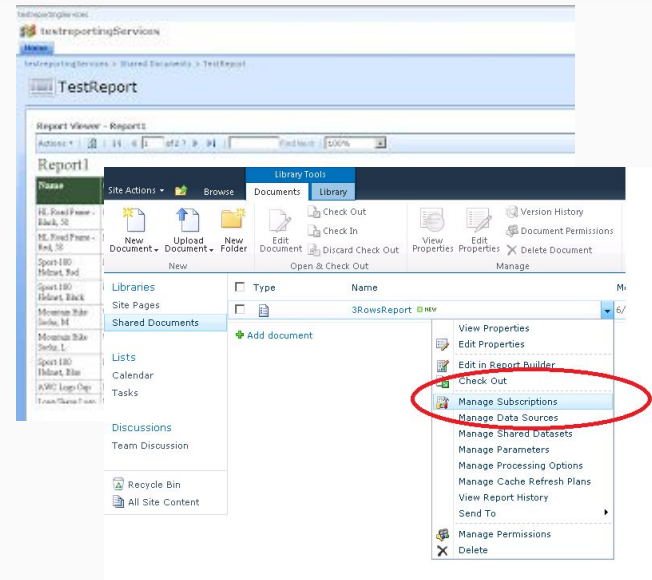 testreportingservices
testreportingServices
Home
testreportingservices > Shared Documents > TestReport
TestReport
Report Viewer - Report1
Actions
1 of 2 ?
Find Next
100%
Report1
Name
HL Road Frame -
Black, 58
HL Road Frame -
Red, 58
Sport-100
Helmet, Red
Sport-100
Helmet, Black
Mountain Bike
Socks, M
Mountain Bike
Socks, L
Sport-100
Helmet, Blue
AWC Logo Cap
Library Tools
Site Actions
Browse
Documents
Library
New
Document
Upload
Document
New
Folder
New
Edit
Document
Check Out
Check In
Discard Check Out
Open & Check Out
View
Properties
Edit
Properties
Version History
Document Permissions
Delete Document
Manage
Libraries
Site Pages
Shared Documents
Lists
Calendar
Tasks
Discussions
Team Discussion
Recycle Bin
All Site Content
Type
Name
3RowsReport NEW
6/
Add document
View Properties
Edit Properties
Edit in Report Builder
Check Out
Manage Subscriptions
Manage Data Sources
Manage Shared Datasets
Manage Parameters
Manage Processing Options
Manage Cache Refresh Plans
View Report History
Send To
Manage Permissions
Delete